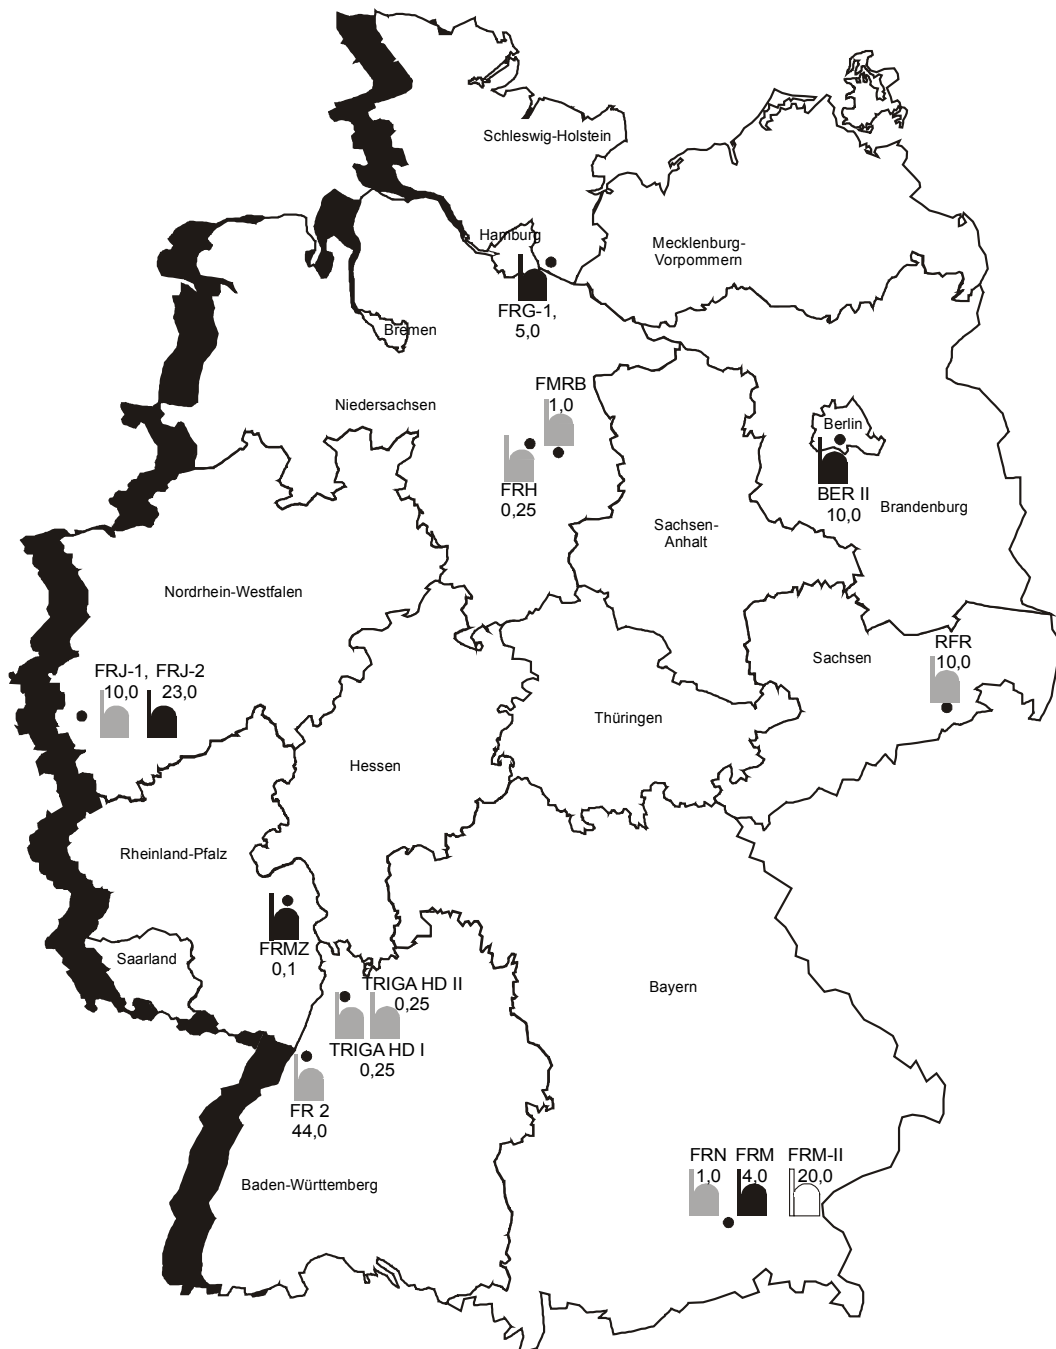 Schleswig-Holstein
Hamburg
Mecklenburg-
Vorpommern
FRG-1,
5,0
Bremen
Niedersachsen
FMRB
1,0
FRH
0,25
Berlin
BER II
10,0
Brandenburg
Sachsen-
Anhalt
Nordrhein-Westfalen
FRJ-1, FRJ-2
10,0 23,0
Sachsen
RFR
10,0
Thüringen
Hessen
Rheinland-Pfalz
FRMZ
0,1
Saarland
TRIGA HD II
0,25
TRIGA HD I
0,25
FR 2
44,0
Bayern
Baden-Württemberg
FRN FRM FRM-II
1,0 4,0 20,0